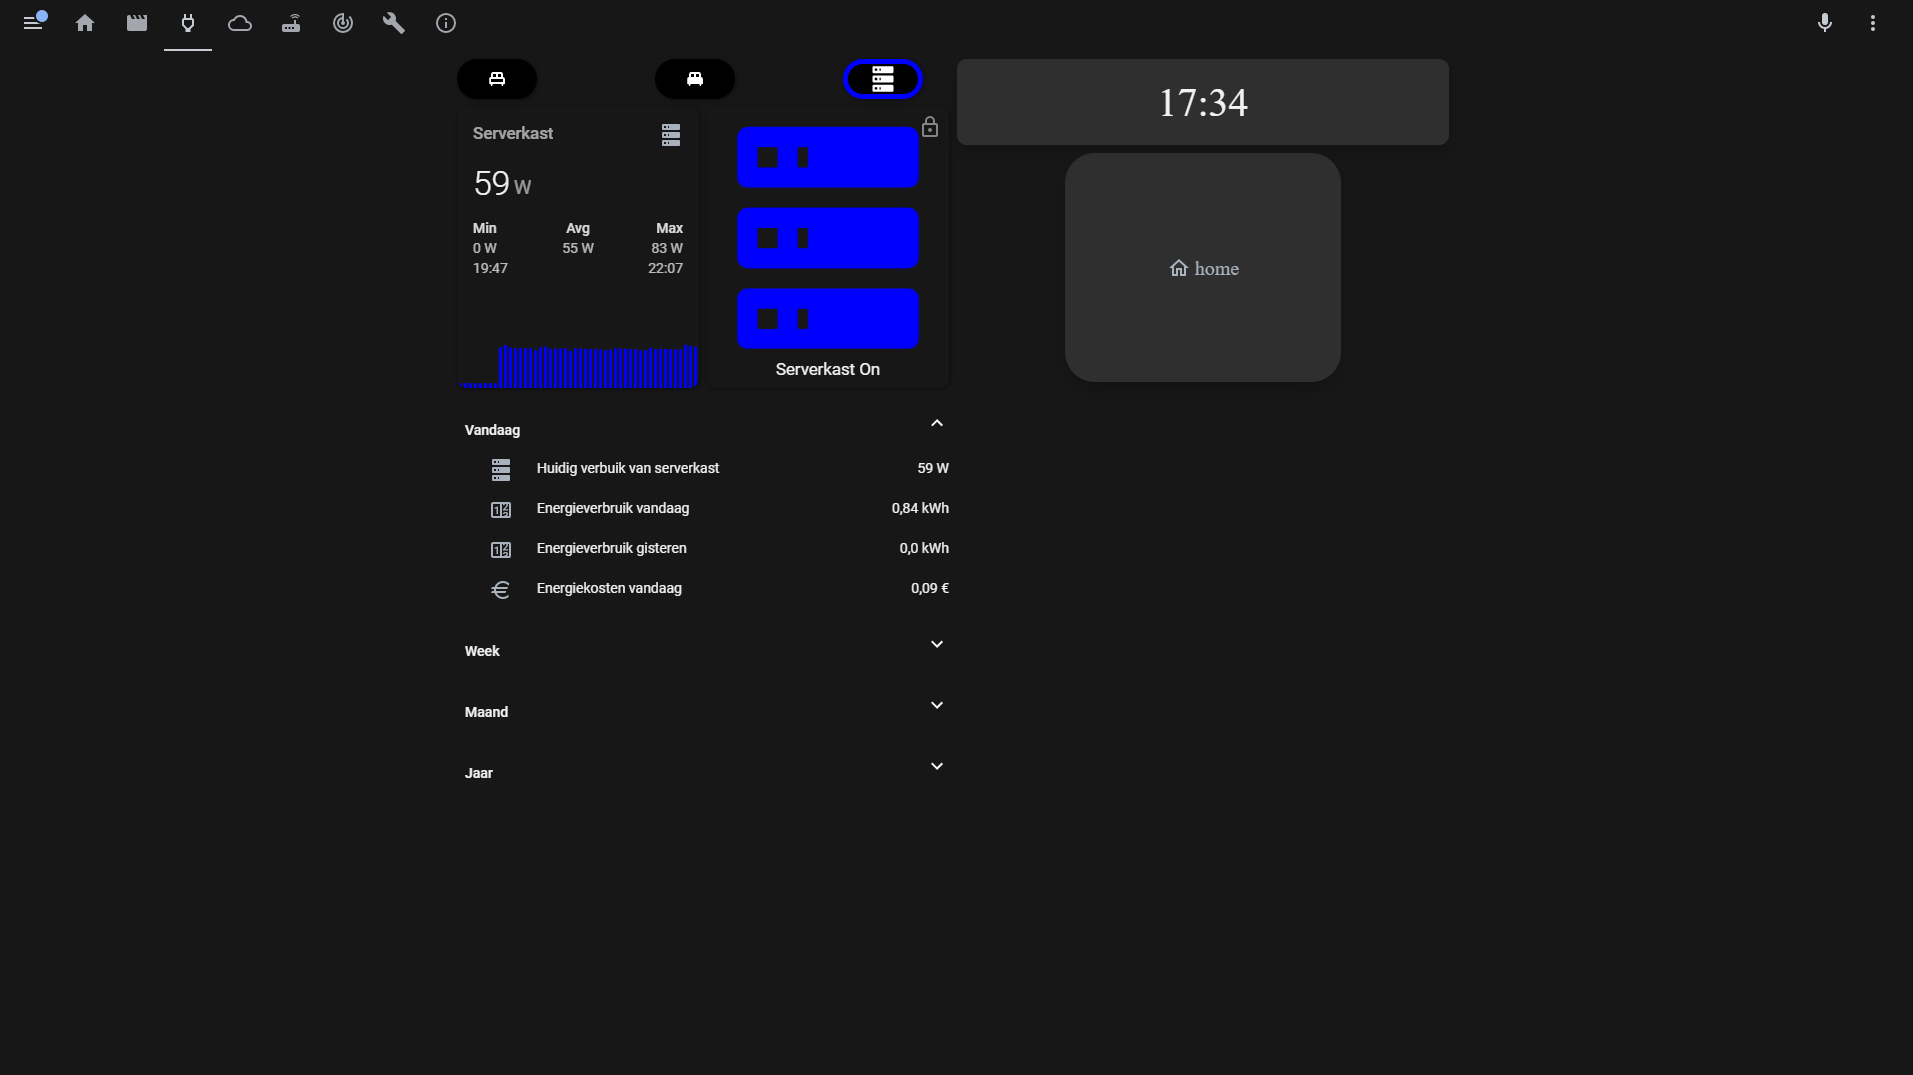 17:34
Serverkast
59 W
Min Avg Max
0 W 55 W 83 W
19:47 22:07
Serverkast On
home
Vandaag
Huidig verbuik van serverkast 59 W
Energieverbruik vandaag 0,84 kWh
Energieverbruik gisteren 0,0 kWh
Energiekosten vandaag 0,09 €
Week
Maand
Jaar